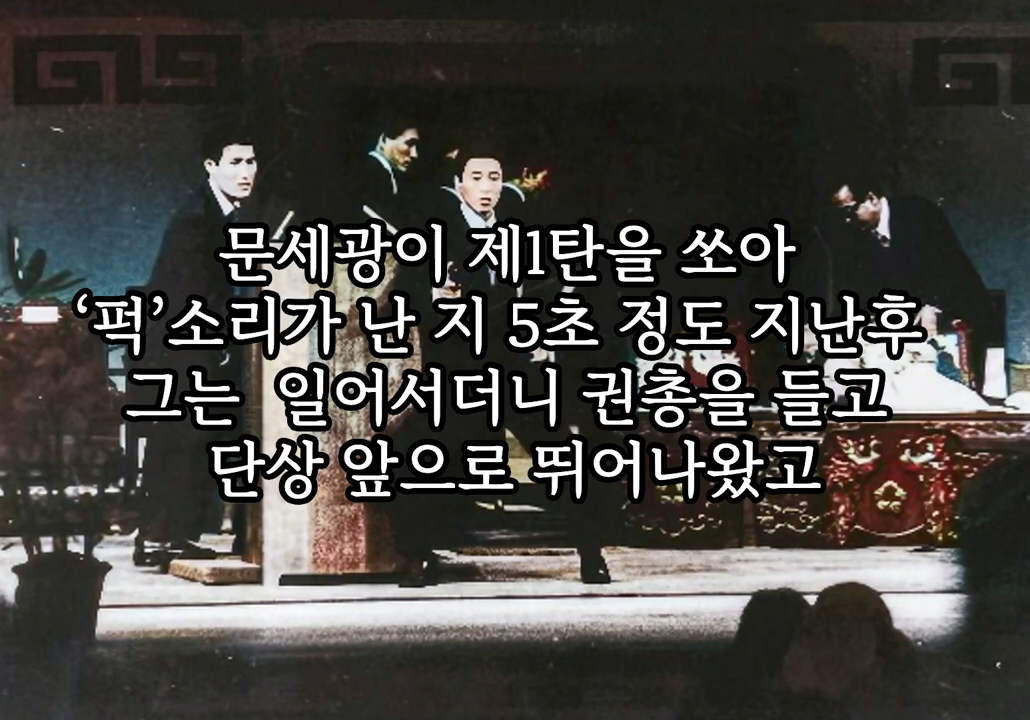 문세광이 제1탄을 쏘아
‘퍽’소리가 난 지 5초 정도 지난후
그는 일어서더니 권총을 들고
단상 앞으로 뛰어나왔고